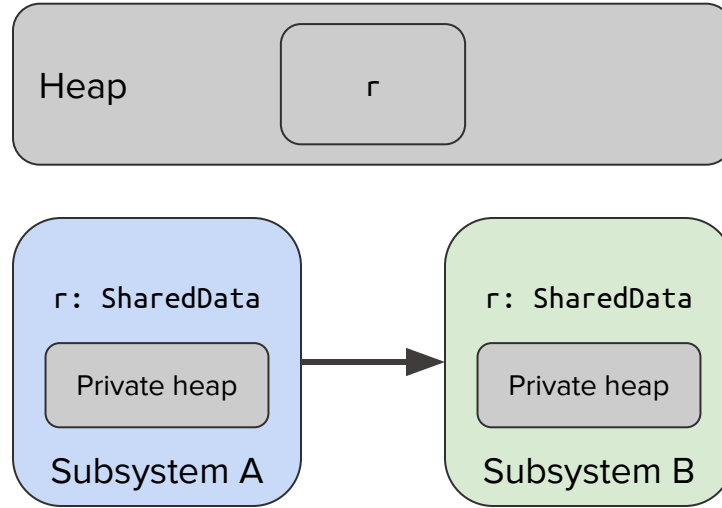 Heap
r
r: SharedData
Private heap
Subsystem A
r: SharedData
Private heap
Subsystem B